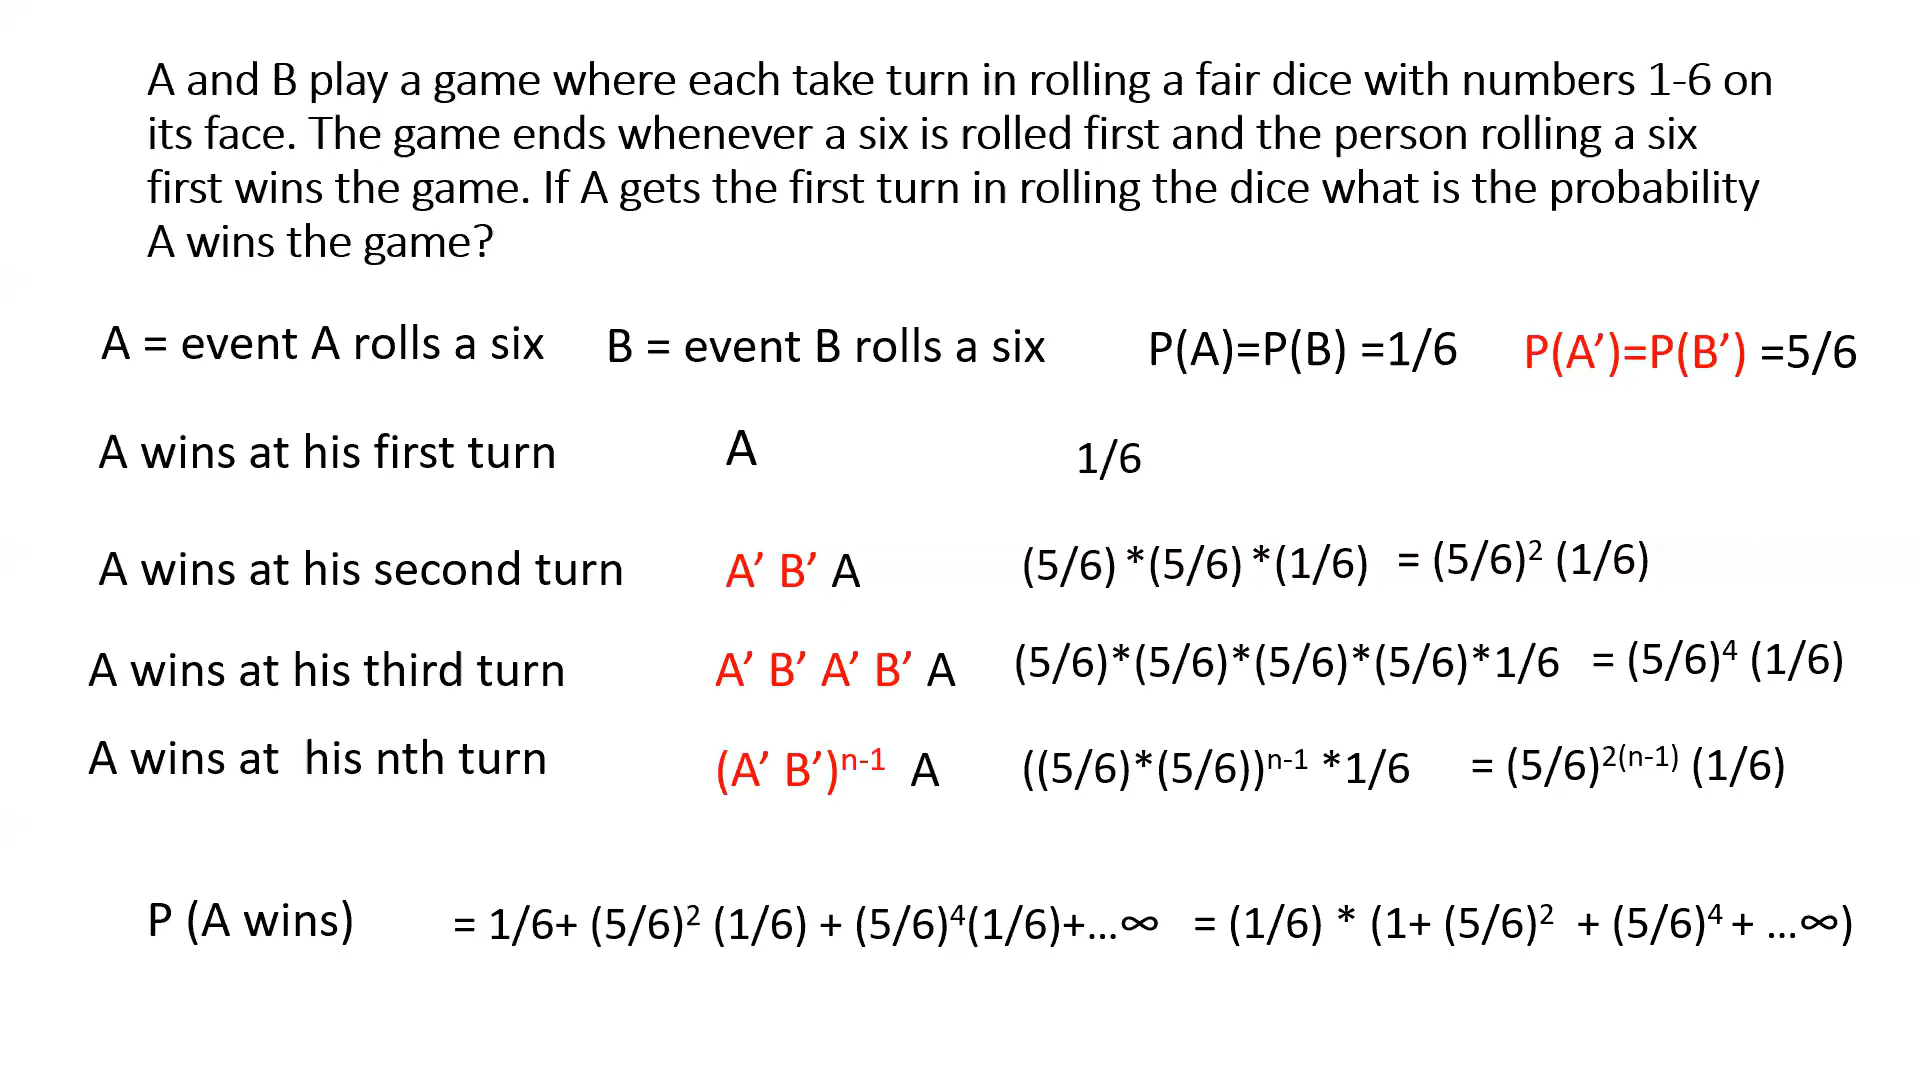 A and B play a game where each take turn in rolling a fair dice with numbers 1-6 on
its face. The game ends whenever a six is rolled first and the person rolling a six
first wins the game. If A gets the first turn in rolling the dice what is the probability
A wins the game?
A = event A rolls a six B = event B rolls a six P(A)=P(B) =1/6 P(A’)=P(B’) =5/6
A wins at his first turn A 1/6
A wins at his second turn A’ B’ A (5/6) *(5/6) *(1/6) = (5/6)² (1/6)
A wins at his third turn A’ B’ A’ B’ A (5/6)*(5/6)*(5/6)*(5/6)*1/6 = (5/6)⁴ (1/6)
A wins at his nth turn (A’ B’)ⁿ⁻¹ A ((5/6)*(5/6))ⁿ⁻¹ *1/6 = (5/6)²⁽ⁿ⁻¹⁾ (1/6)
P (A wins) = 1/6+ (5/6)² (1/6) + (5/6)⁴(1/6)+...∞ = (1/6) * (1+ (5/6)² + (5/6)⁴ + ...∞)